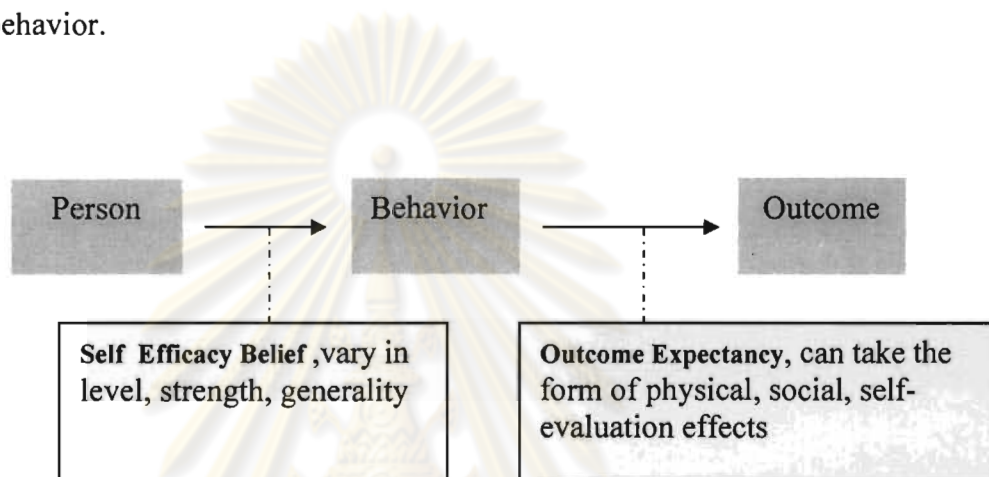 ehavior.
Person
Behavior
Outcome
Self Efficacy Belief ,vary in
level, strength, generality
Outcome Expectancy, can take the
form of physical, social, self-
evaluation effects